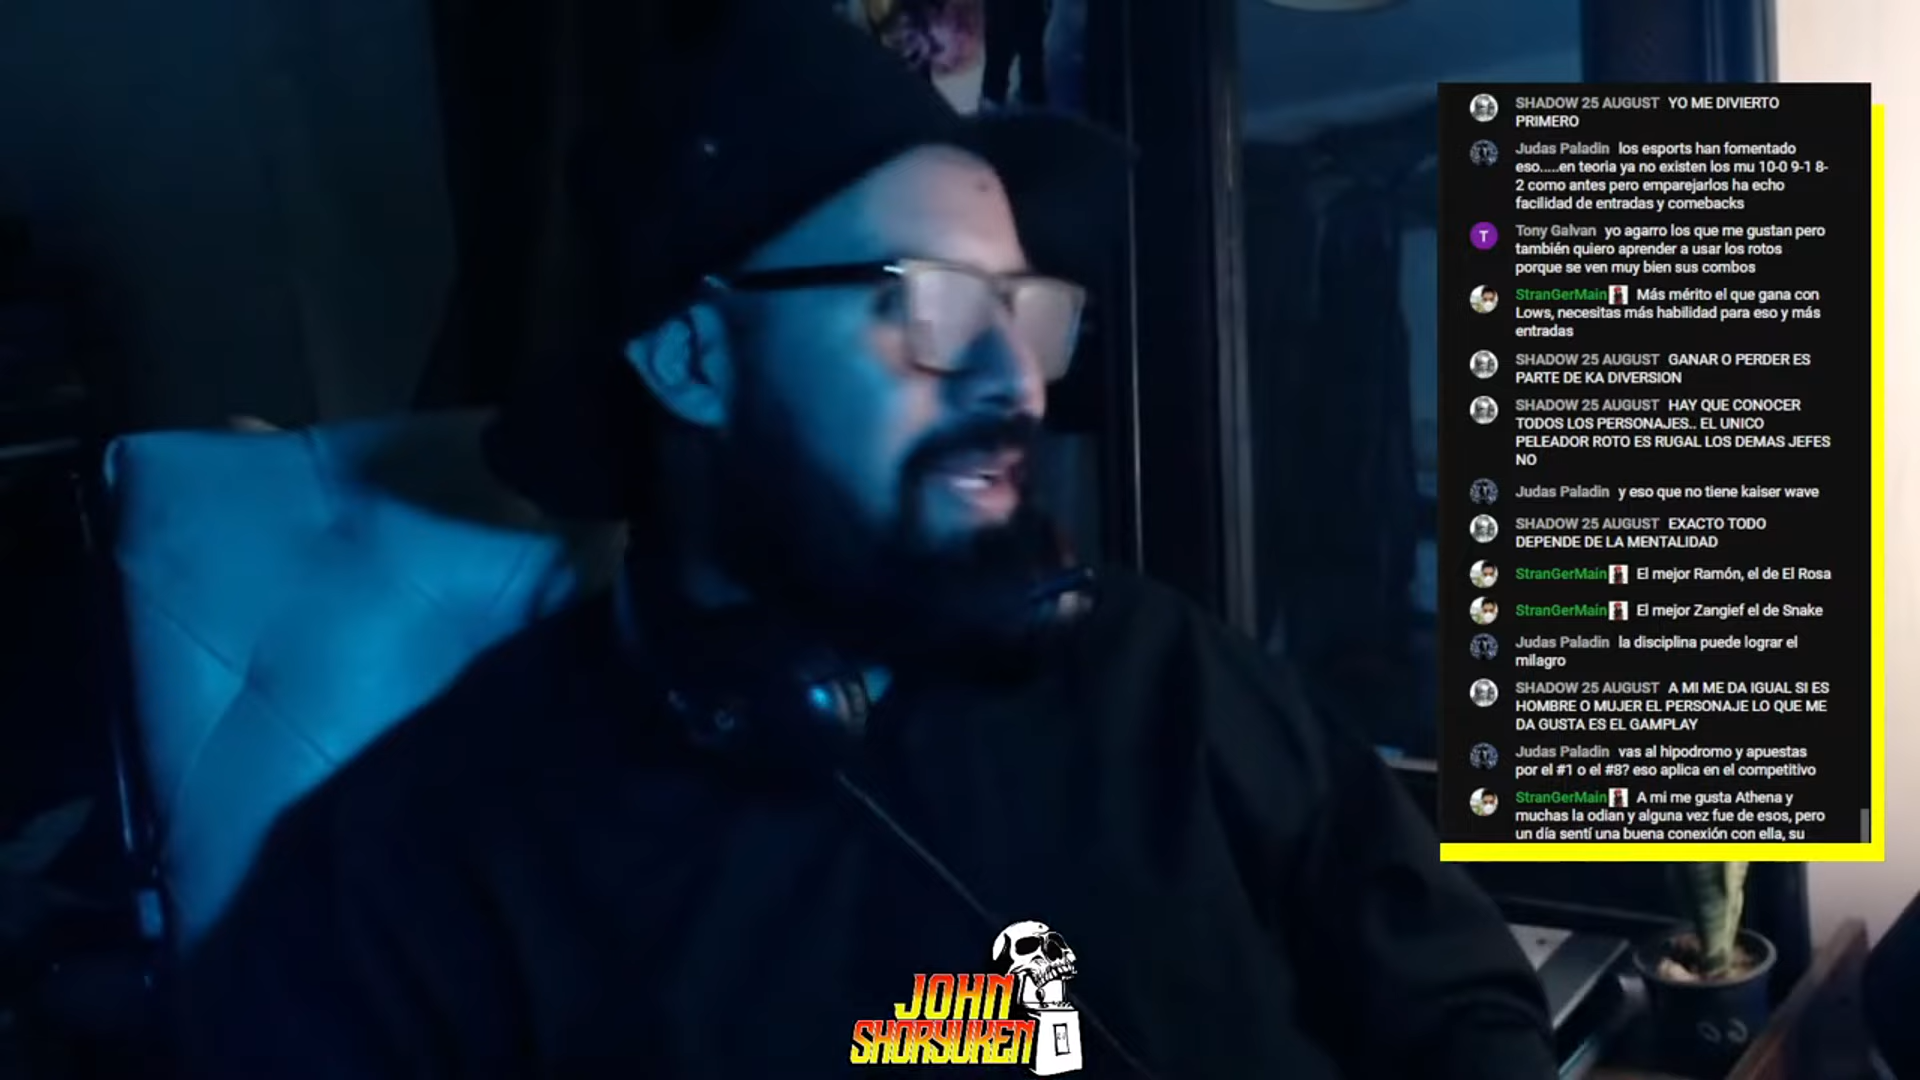 SHADOW 25 AUGUST YO ME DIVIERTO
PRIMERO
Judas Paladin los esports han fomentado
eso.....en teoria ya no existen los mu 10-0 9-1 8-
2 como antes pero emparejarlos ha echo
facilidad de entradas y comebacks
T
Tony Galvan yo agarro los que me gustan pero
también quiero aprender a usar los rotos
porque se ven muy bien sus combos
StranGerMain Más mérito el que gana con
Lows, necesitas más habilidad para eso y más
entradas
SHADOW 25 AUGUST GANAR O PERDER ES
PARTE DE KA DIVERSION
SHADOW 25 AUGUST HAY QUE CONOCER
TODOS LOS PERSONAJES.. EL UNICO
PELEADOR ROTO ES RUGAL LOS DEMAS JEFES
NO
Judas Paladin y eso que no tiene kaiser wave
SHADOW 25 AUGUST EXACTO TODO
DEPENDE DE LA MENTALIDAD
StranGerMain El mejor Ramón, el de El Rosa
StranGerMain El mejor Zangief el de Snake
Judas Paladin la disciplina puede lograr el
milagro
SHADOW 25 AUGUST A MI ME DA IGUAL SI ES
HOMBRE O MUJER EL PERSONAJE LO QUE ME
DA GUSTA ES EL GAMPLAY
Judas Paladin vas al hipodromo y apuestas
por el #1 o el #8? eso aplica en el competitivo
StranGerMain A mi me gusta Athena y
muchas la odian y alguna vez fue de esos, pero
un día sentí una buena conexión con ella, su
JOHN
SHORYUKEN